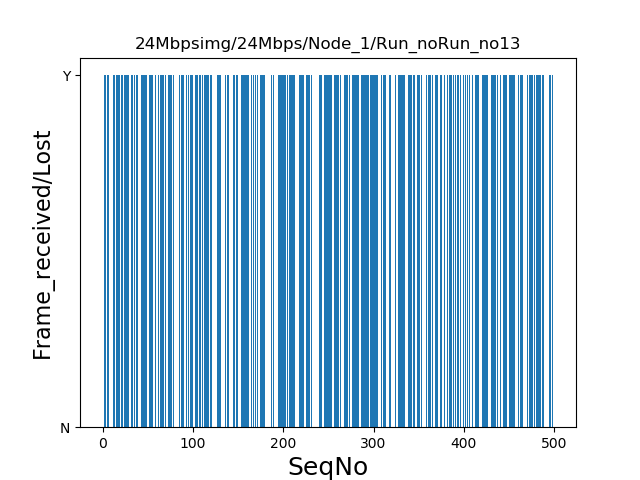 24Mbpsimg/24Mbps/Node_1/Run_noRun_no13
Y
Frame_received/Lost
N
0 100 200 300 400 500
SeqNo